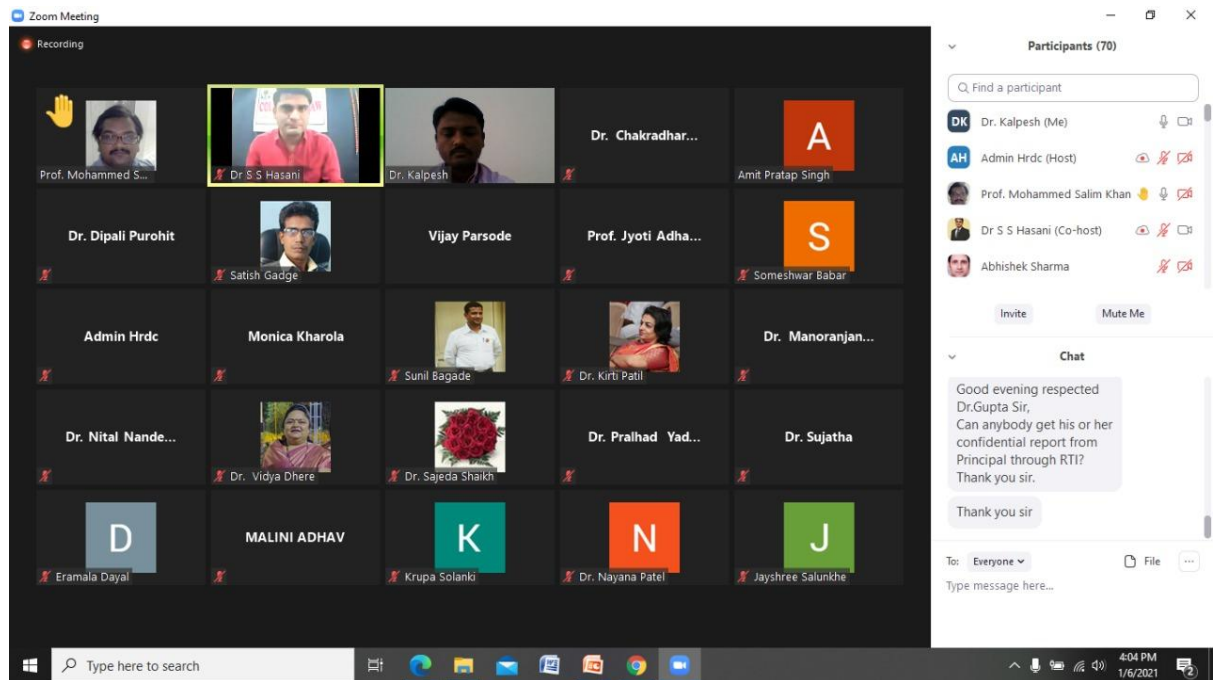 Zoom Meeting
Recording
Participants (70)
Find a participant
DK Dr. Kalpesh (Me)
AH Admin Hrdc (Host)
Prof. Mohammed Salim Khan
Dr S S Hasani (Co-host)
Abhishek Sharma
Invite Mute Me
Prof. Mohammed S...
Dr S S Hasani
Dr. Kalpesh
Dr. Chakradhar...
A
Amit Pratap Singh
Dr. Dipali Purohit
Satish Gadge
Vijay Parsode
Prof. Jyoti Adha...
S
Someshwar Babar
Admin Hrdc
Monica Kharola
Sunil Bagade
Dr. Kirti Patil
Dr. Manoranjan...
Dr. Nital Nande...
Dr. Vidya Dhere
Dr. Sajeda Shaikh
Dr. Pralhad Yad...
Dr. Sujatha
D
Eramala Dayal
MALINI ADHAV
K
Krupa Solanki
N
Dr. Nayana Patel
J
Jayshree Salunkhe
Chat
Good evening respected
Dr.Gupta Sir,
Can anybody get his or her
confidential report from
Principal through RTI?
Thank you sir.
Thank you sir
To: Everyone File
Type message here...
Type here to search
4:04 PM
1/6/2021
2